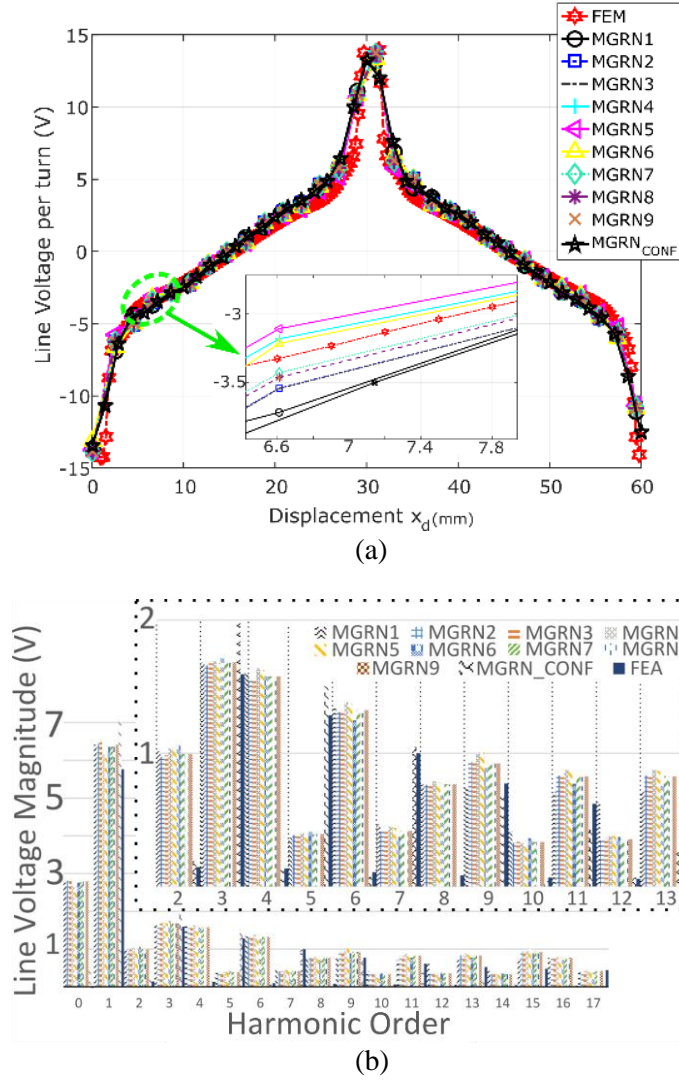 FEM
MGRN1
MGRN2
MGRN3
MGRN4
MGRN5
MGRN6
MGRN7
MGRN8
MGRN9
MGRN CONF
Line Voltage per turn (V)
15
10
5
0
-5
-10
-15
-3
-3.5
6.6 7 7.4 7.8
0 10 20 30 40 50 60
Displacement x_d(mm)
(a)
Line Voltage Magnitude (V)
7
5
3
1
2
1
MGRN1 MGRN2 MGRN3 MGRN
MGRN5 MGRN6 MGRN7 MGRN
MGRN9 MGRN_CONF FEA
2 3 4 5 6 7 8 9 10 11 12 13
0 1 2 3 4 5 6 7 8 9 10 11 12 13 14 15 16 17
Harmonic Order
(b)